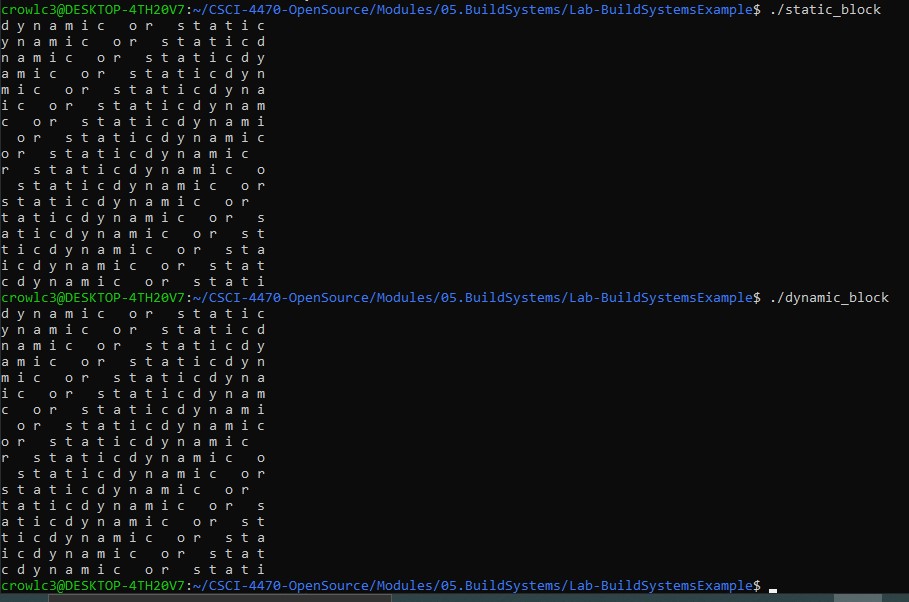 crowlc3@DESKTOP-4TH20V7:~/CSCI-4470-OpenSource/Modules/05.BuildSystems/Lab-BuildSystemsExample$ ./static_block
d y n a m i c   o r   s t a t i c
y n a m i c   o r   s t a t i c d
n a m i c   o r   s t a t i c d y
a m i c   o r   s t a t i c d y n
m i c   o r   s t a t i c d y n a
i c   o r   s t a t i c d y n a m
c   o r   s t a t i c d y n a m i
  o r   s t a t i c d y n a m i c
o r   s t a t i c d y n a m i c
r   s t a t i c d y n a m i c   o
  s t a t i c d y n a m i c   o r
s t a t i c d y n a m i c   o r
t a t i c d y n a m i c   o r   s
a t i c d y n a m i c   o r   s t
t i c d y n a m i c   o r   s t a
i c d y n a m i c   o r   s t a t
c d y n a m i c   o r   s t a t i
crowlc3@DESKTOP-4TH20V7:~/CSCI-4470-OpenSource/Modules/05.BuildSystems/Lab-BuildSystemsExample$ ./dynamic_block
d y n a m i c   o r   s t a t i c
y n a m i c   o r   s t a t i c d
n a m i c   o r   s t a t i c d y
a m i c   o r   s t a t i c d y n
m i c   o r   s t a t i c d y n a
i c   o r   s t a t i c d y n a m
c   o r   s t a t i c d y n a m i
  o r   s t a t i c d y n a m i c
o r   s t a t i c d y n a m i c
r   s t a t i c d y n a m i c   o
  s t a t i c d y n a m i c   o r
s t a t i c d y n a m i c   o r
t a t i c d y n a m i c   o r   s
a t i c d y n a m i c   o r   s t
t i c d y n a m i c   o r   s t a
i c d y n a m i c   o r   s t a t
c d y n a m i c   o r   s t a t i
crowlc3@DESKTOP-4TH20V7:~/CSCI-4470-OpenSource/Modules/05.BuildSystems/Lab-BuildSystemsExample$